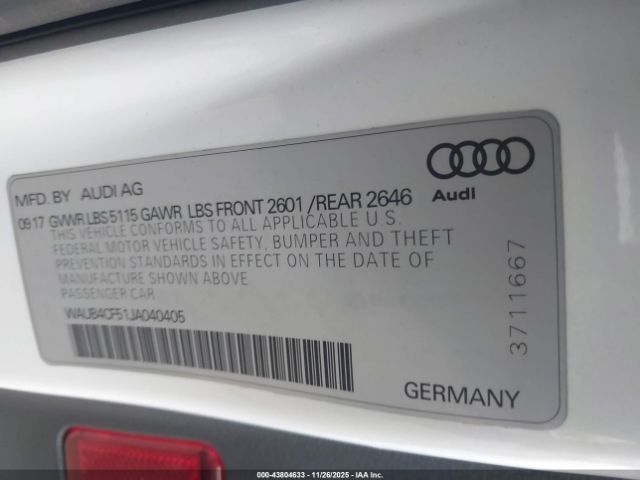 MFD. BY AUDI AG
0917 GVWR LBS 5115 GAWR LBS FRONT 2601 /REAR 2646
THIS VEHICLE CONFORMS TO ALL APPLICABLE U.S.
FEDERAL MOTOR VEHICLE SAFETY, BUMPER AND THEFT
PREVENTION STANDARDS IN EFFECT ON THE DATE OF
MANUFACTURE SHOWN ABOVE
PASSENGER CAR
WAUB4CF51JA040405
Audi
3711667
GERMANY
000-43804633 - 11/26/2025 - IAAI.COM